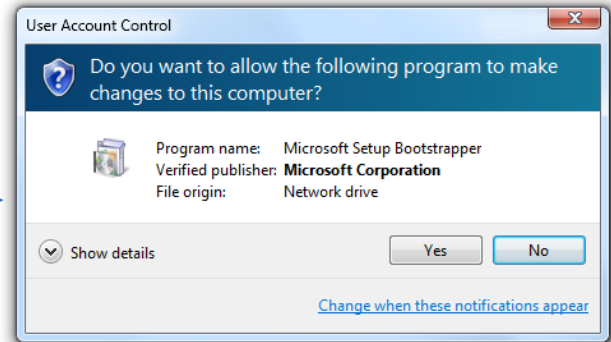 User Account Control
Do you want to allow the following program to make
changes to this computer?
Program name: Microsoft Setup Bootstrapper
Verified publisher: Microsoft Corporation
File origin: Network drive
Show details
Yes
No
Change when these notifications appear